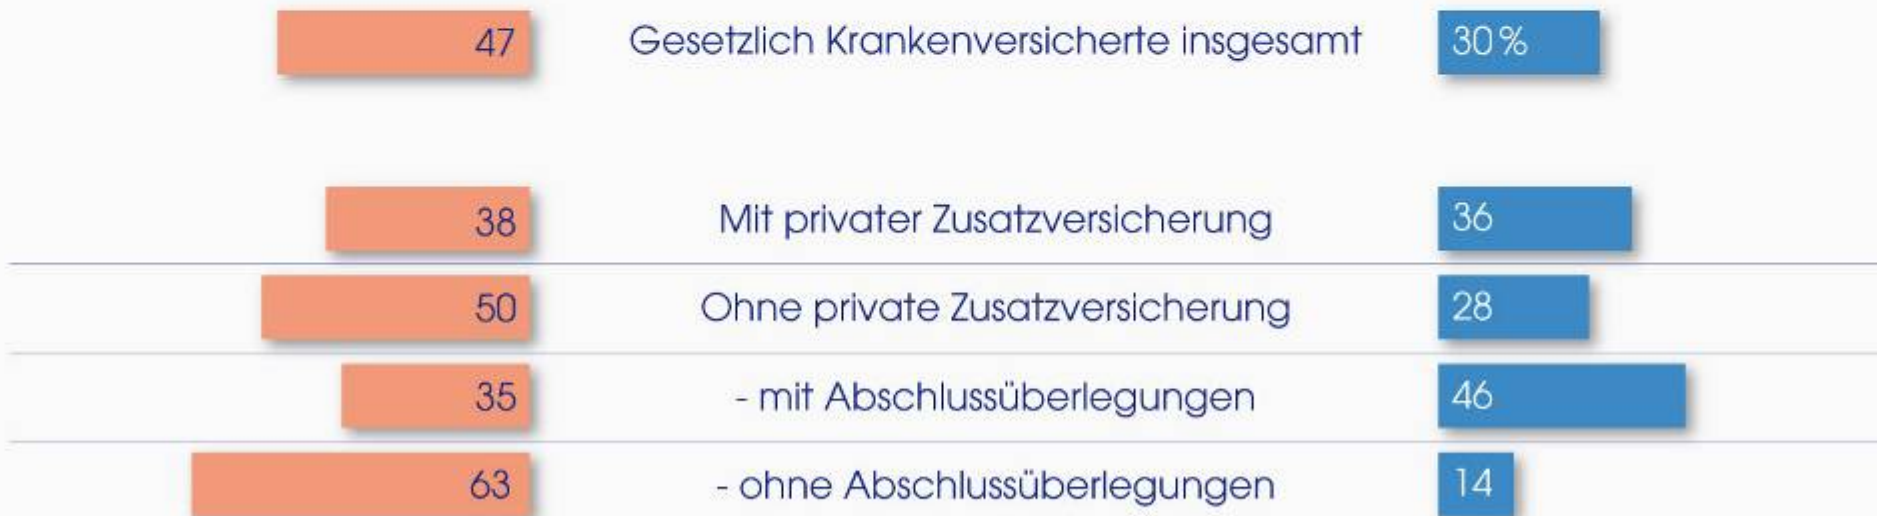 47 Gesetzlich Krankenversicherte insgesamt 30%
38 Mit privater Zusatzversicherung 36
50 Ohne private Zusatzversicherung 28
35 - mit Abschlussüberlegungen 46
63 - ohne Abschlussüberlegungen 14